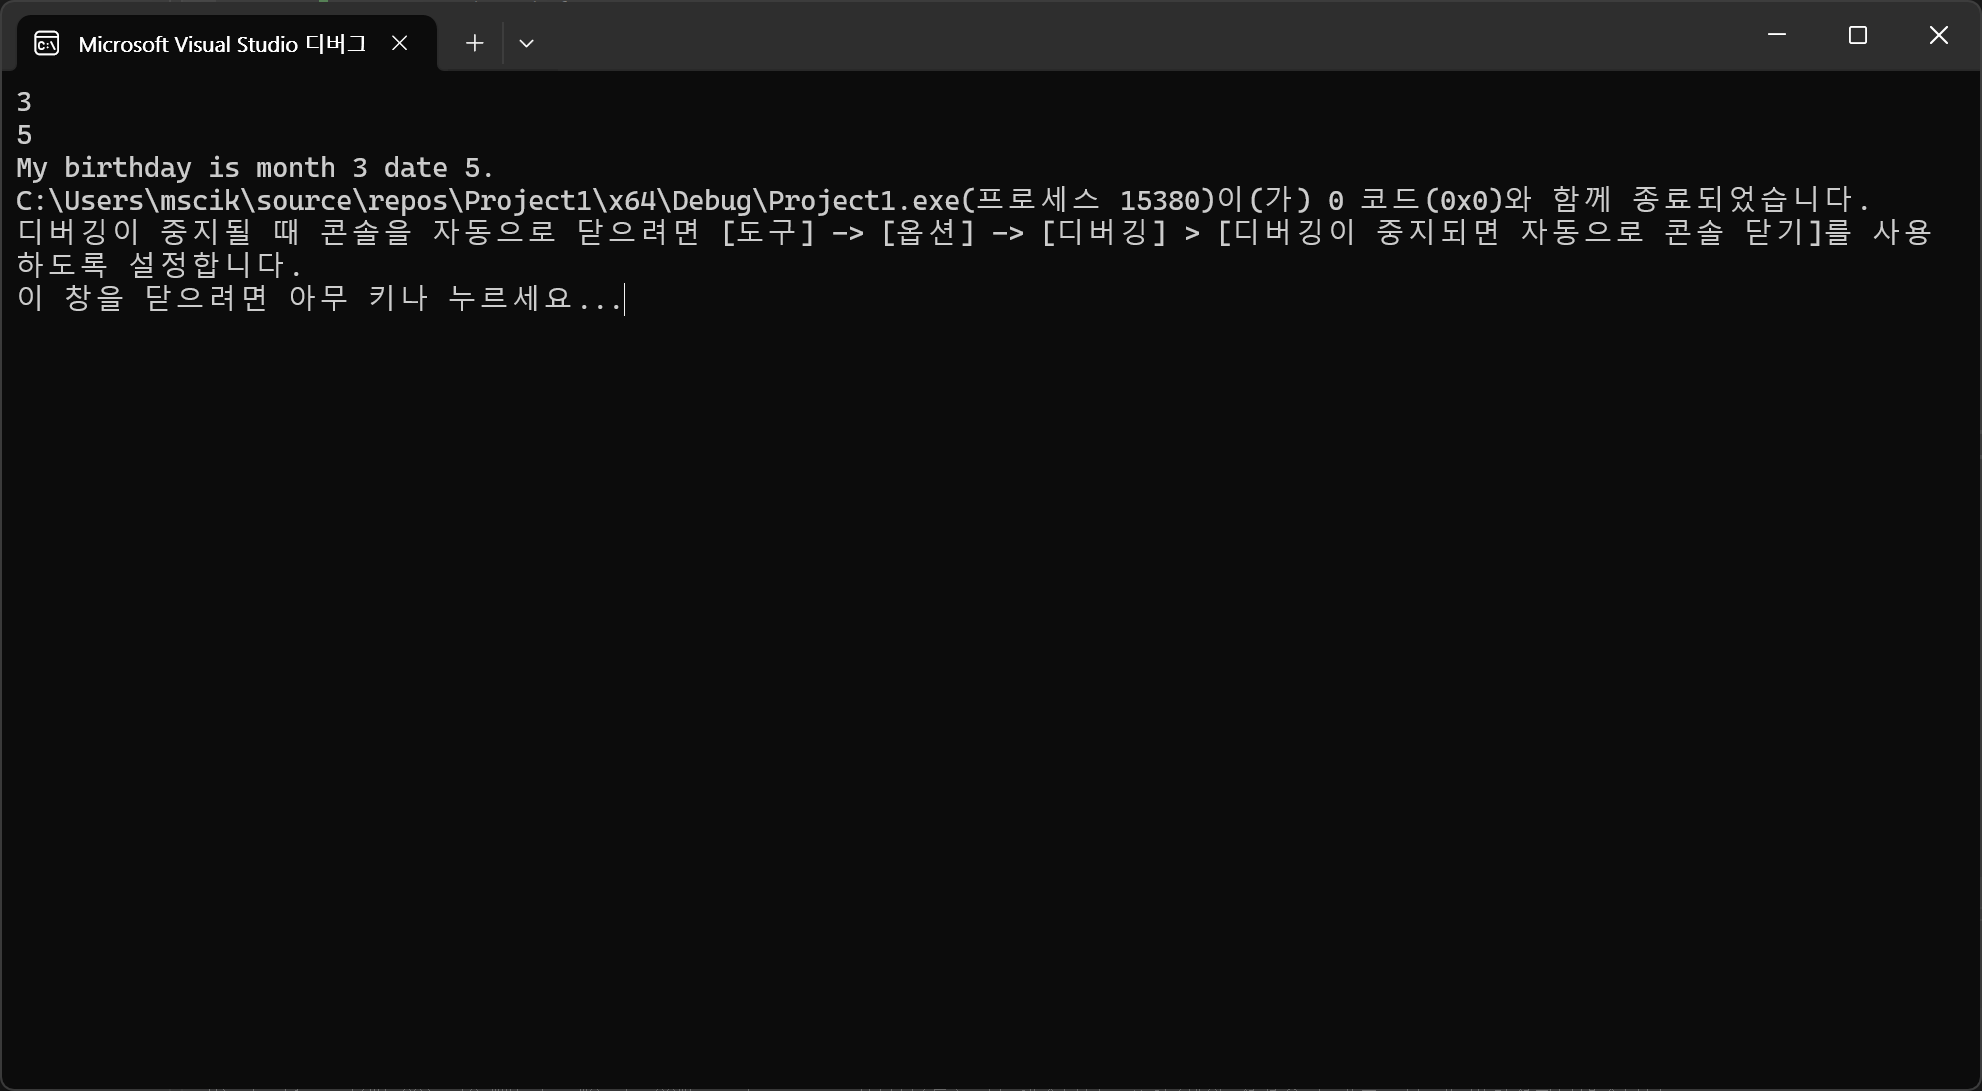 Microsoft Visual Studio 디버그
3
5
My birthday is month 3 date 5.
C:\Users\mscik\source\repos\Project1\x64\Debug\Project1.exe(프로세스 15380)이(가) 0 코드(0x0)와 함께 종료되었습니다.
디버깅이 중지될 때 콘솔을 자동으로 닫으려면 [도구] -> [옵션] -> [디버깅] > [디버깅이 중지되면 자동으로 콘솔 닫기]를 사용
하도록 설정합니다.
이 창을 닫으려면 아무 키나 누르세요...